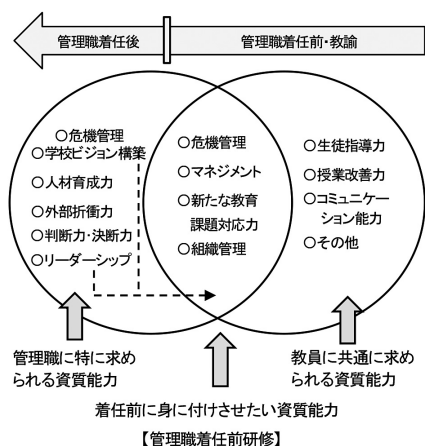 管理職着任後
管理職着任前・教諭
○危機管理
○学校ビジョン構築
○人材育成力
○外部折衝力
○判断力・決断力
○リーダーシップ
○危機管理
○マネジメント
○新たな教育
課題対応力
○組織管理
○生徒指導力
○授業改善力
○コミュニケー
ション能力
○その他
管理職に特に求め
られる資質能力
教員に共通に求め
られる資質能力
着任前に身に付けさせたい資質能力
【管理職着任前研修】